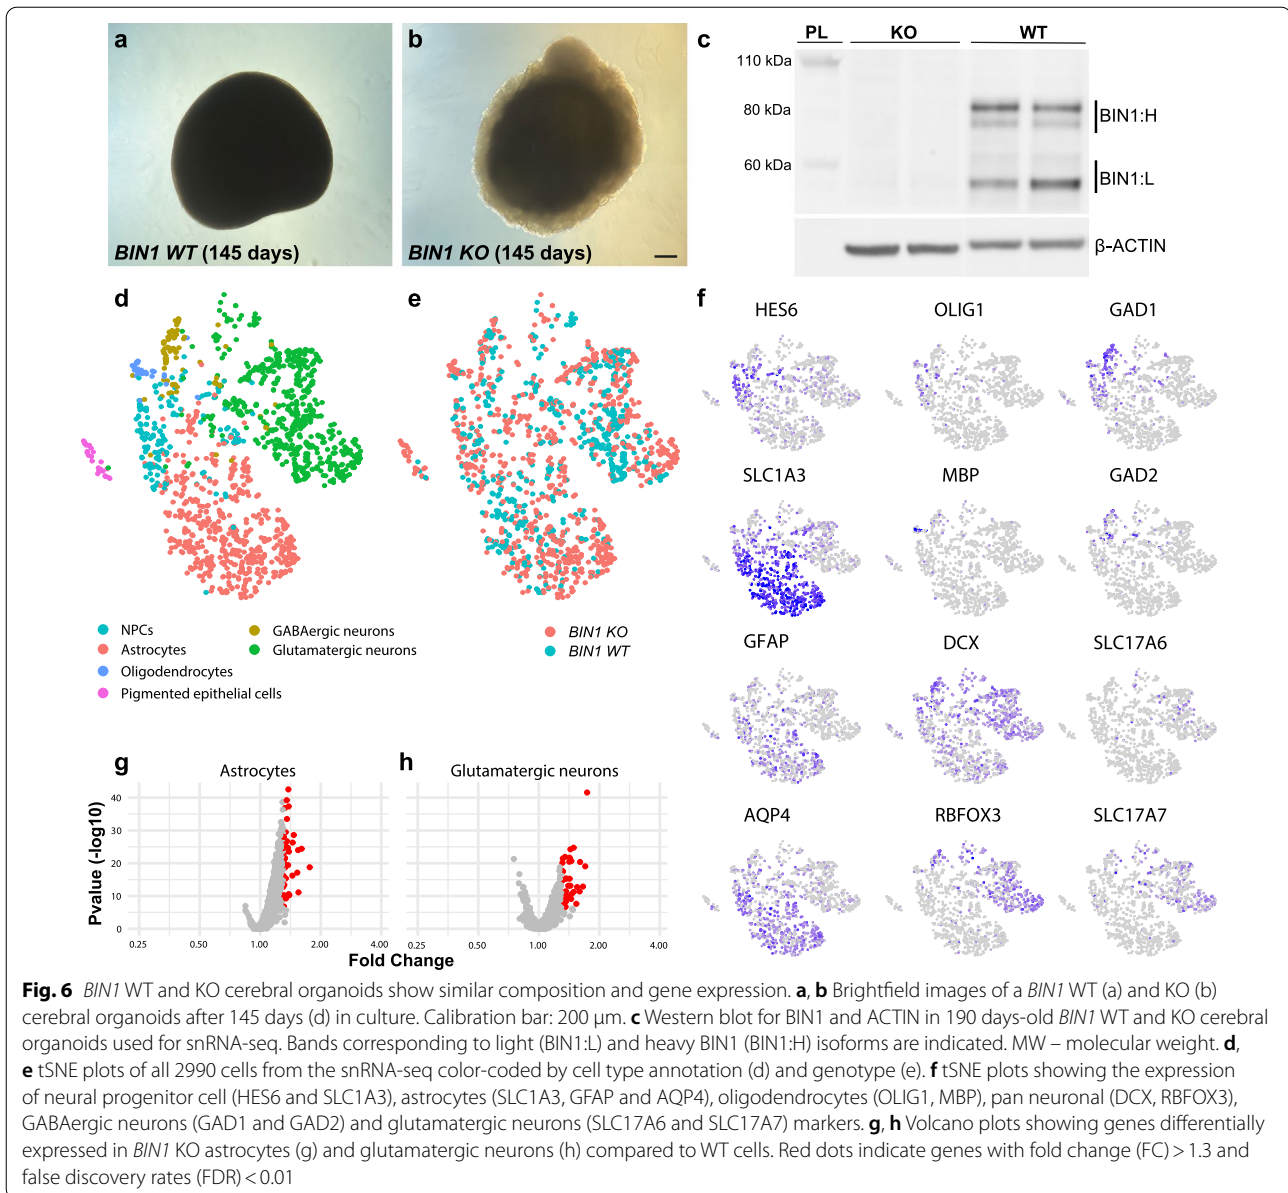 a
b
c
PL KO WT
110 kDa
80 kDa
60 kDa
BIN1:H
BIN1:L
β-ACTIN
BIN1 WT (145 days)
BIN1 KO (145 days)
d
e
f
HES6 OLIG1 GAD1
SLC1A3 MBP GAD2
GFAP DCX SLC17A6
AQP4 RBFOX3 SLC17A7
NPCs
Astrocytes
Oligodendrocytes
Pigmented epithelial cells
GABAergic neurons
Glutamatergic neurons
BIN1 KO
BIN1 WT
g
Astrocytes
h
Glutamatergic neurons
Pvalue (-log10)
40
30
20
10
0
0.25 0.50 1.00 2.00 4.00
0.25 0.50 1.00 2.00 4.00
Fold Change
Fig. 6 BIN1 WT and KO cerebral organoids show similar composition and gene expression. a, b Brightfield images of a BIN1 WT (a) and KO (b)
cerebral organoids after 145 days (d) in culture. Calibration bar: 200 μm. c Western blot for BIN1 and ACTIN in 190 days-old BIN1 WT and KO cerebral
organoids used for snRNA-seq. Bands corresponding to light (BIN1:L) and heavy BIN1 (BIN1:H) isoforms are indicated. MW – molecular weight. d,
e tSNE plots of all 2990 cells from the snRNA-seq color-coded by cell type annotation (d) and genotype (e). f tSNE plots showing the expression
of neural progenitor cell (HES6 and SLC1A3), astrocytes (SLC1A3, GFAP and AQP4), oligodendrocytes (OLIG1, MBP), pan neuronal (DCX, RBFOX3),
GABAergic neurons (GAD1 and GAD2) and glutamatergic neurons (SLC17A6 and SLC17A7) markers. g, h Volcano plots showing genes differentially
expressed in BIN1 KO astrocytes (g) and glutamatergic neurons (h) compared to WT cells. Red dots indicate genes with fold change (FC) > 1.3 and
false discovery rates (FDR) < 0.01